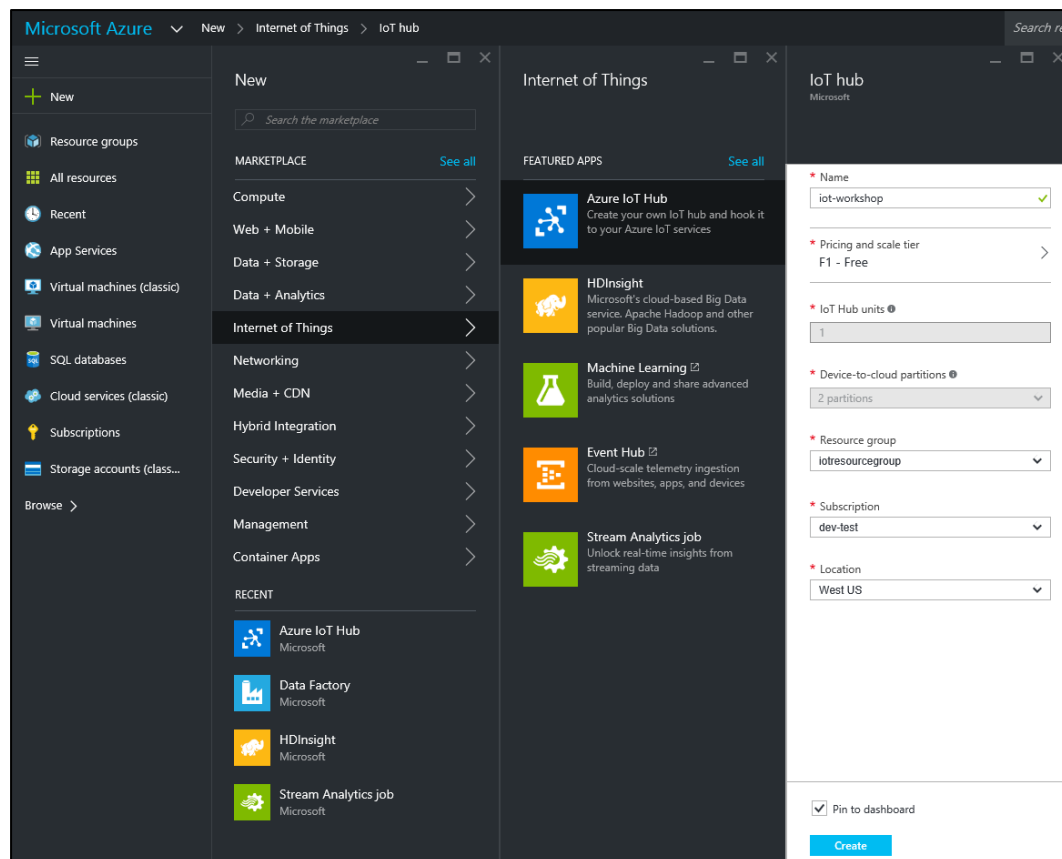 Microsoft Azure New > Internet of Things > IoT hub
Search re
New
Resource groups
All resources
Recent
App Services
Virtual machines (classic)
Virtual machines
SQL databases
Cloud services (classic)
Subscriptions
Storage accounts (class...
Browse >
New
Search the marketplace
MARKETPLACE See all
Compute
Web + Mobile
Data + Storage
Data + Analytics
Internet of Things
Networking
Media + CDN
Hybrid Integration
Security + Identity
Developer Services
Management
Container Apps
RECENT
Azure IoT Hub
Microsoft
Data Factory
Microsoft
HDInsight
Microsoft
Stream Analytics job
Microsoft
Internet of Things
FEATURED APPS See all
Azure IoT Hub
Create your own IoT hub and hook it
to your Azure IoT services
HDInsight
Microsoft's cloud-based Big Data
service. Apache Hadoop and other
popular Big Data solutions.
Machine Learning
Build, deploy and share advanced
analytics solutions
Event Hub
Cloud-scale telemetry ingestion
from websites, apps, and devices
Stream Analytics job
Unlock real-time insights from
streaming data
IoT hub
Microsoft
* Name
iot-workshop
* Pricing and scale tier
F1 - Free
* IoT Hub units
1
* Device-to-cloud partitions
2 partitions
* Resource group
iotresourcegroup
* Subscription
dev-test
* Location
West US
Pin to dashboard
Create